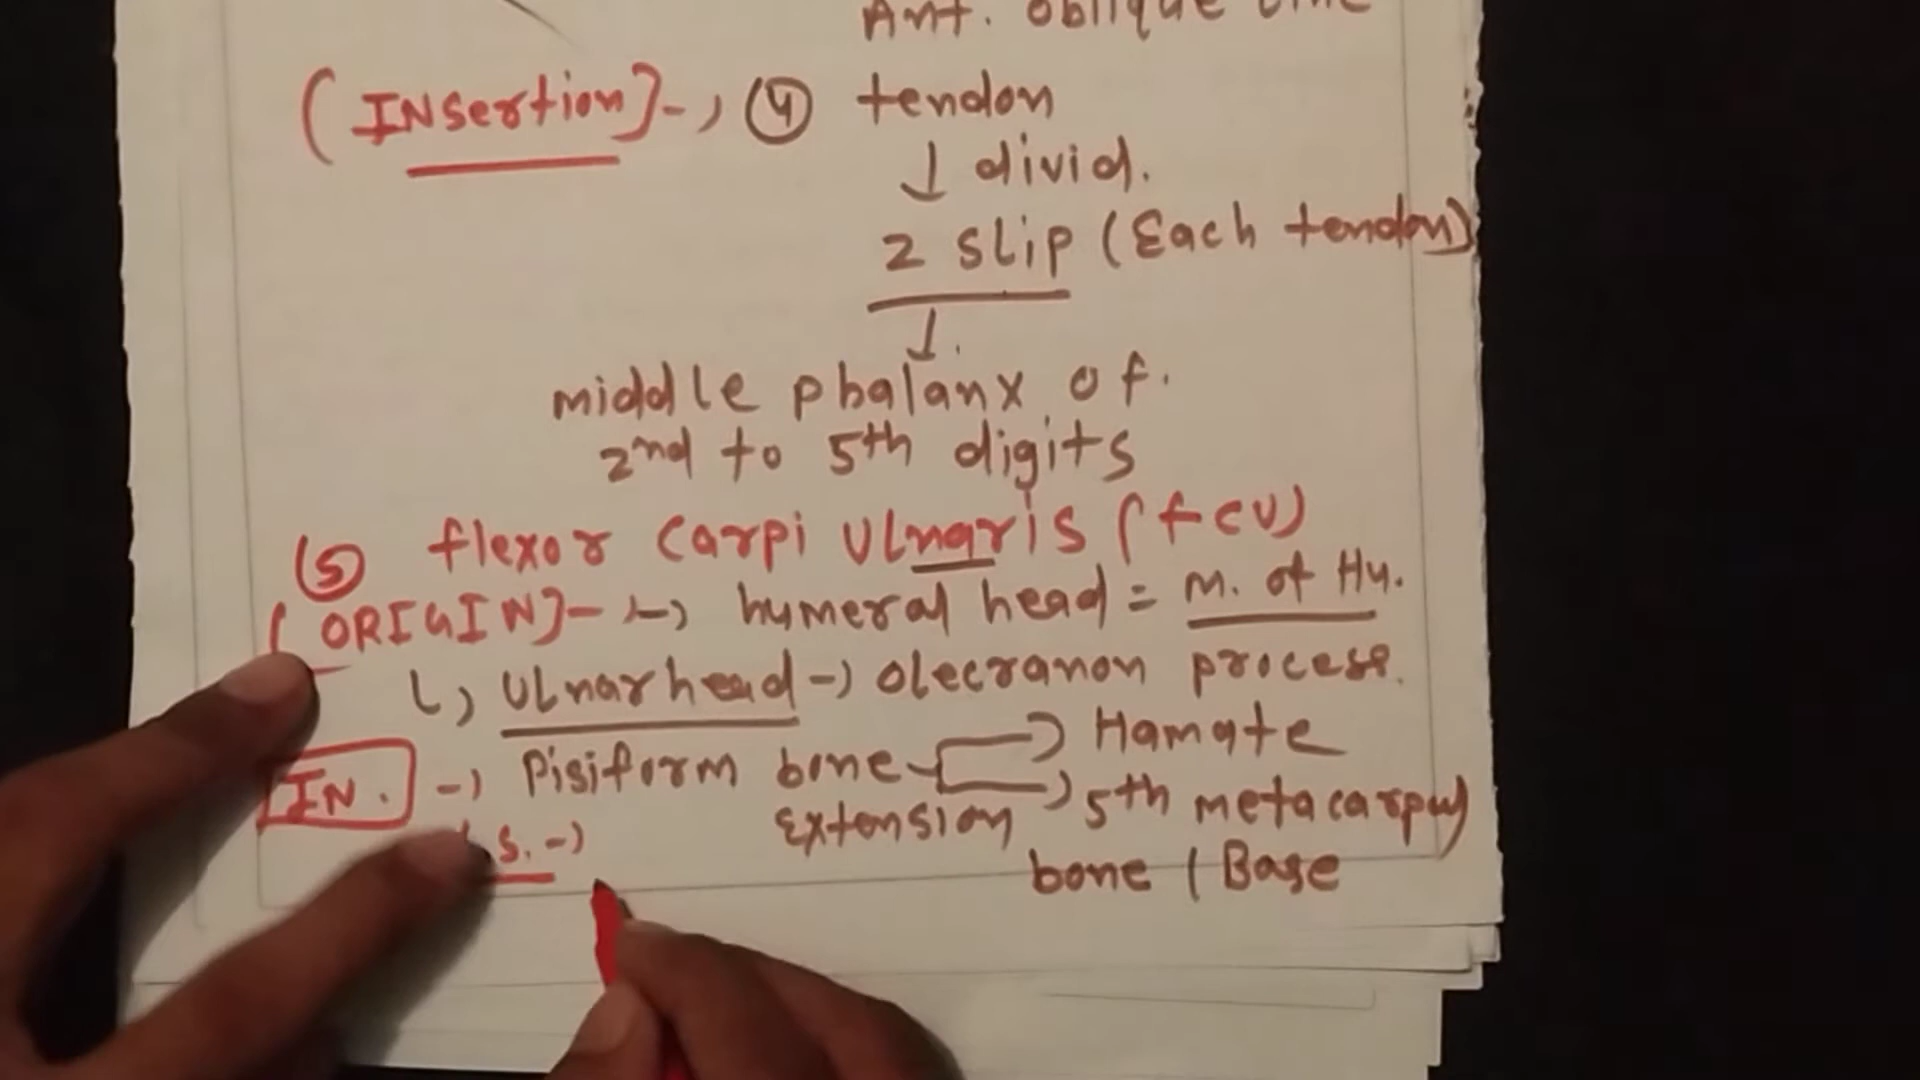 Ant. oblique line
(INsertion]-, (4) tendon
↓ divid.
2 slip (Each tendon)
↓.
middle phalanx of.
2nd to 5th digits
(5) flexor carpi ulnaris (fcu)
[ORIGIN]- -, humeral head = M. of Hu.
↳ Ulnar head -) olecranon process.
IN. -) Pisiform bone → Hamate
Extension → 5th metacarpal
bone (Base
s. -)